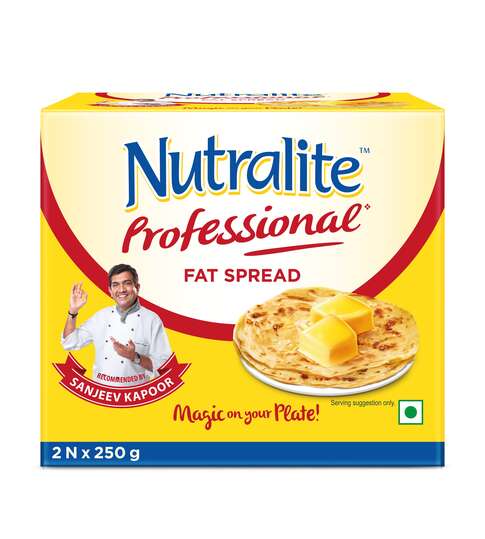 Nutralite™
Professional
FAT SPREAD
RECOMMENDED BY
SANJEEV KAPOOR
Magic on your Plate!
Serving suggestion only.
2 N x 250 g